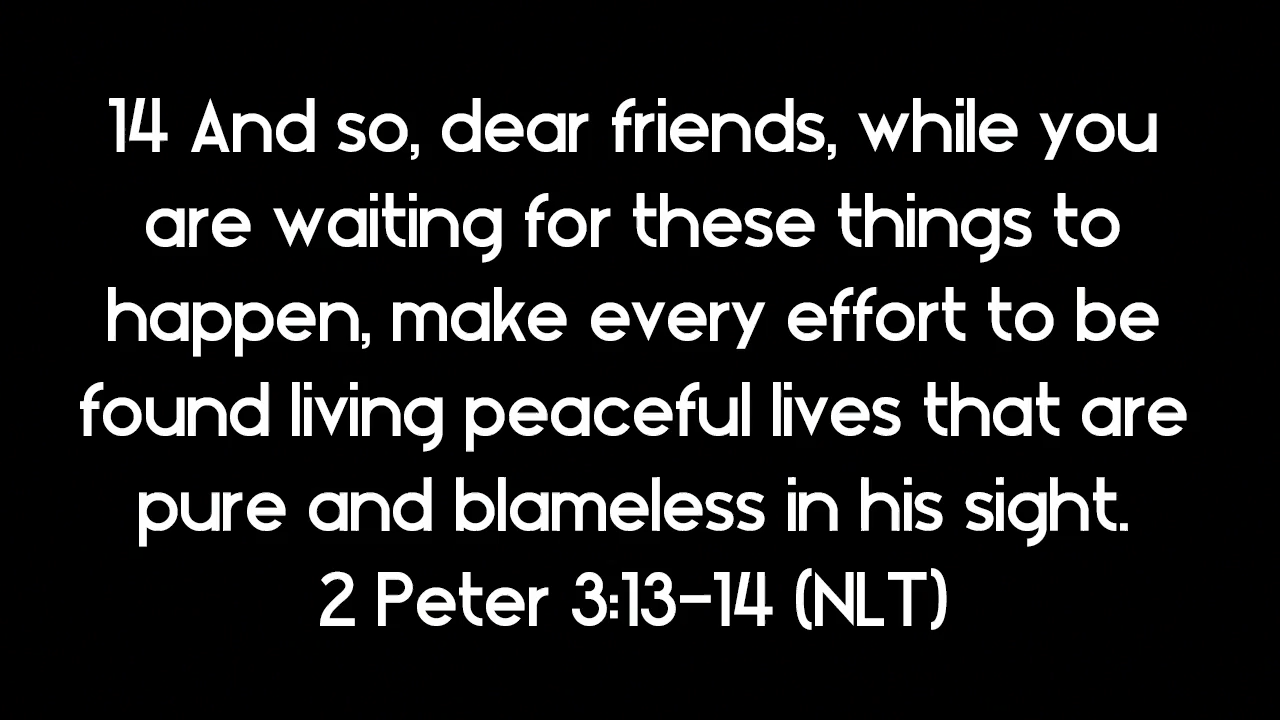 14 And so, dear friends, while you
are waiting for these things to
happen, make every effort to be
found living peaceful lives that are
pure and blameless in his sight.
2 Peter 3:13-14 (NLT)